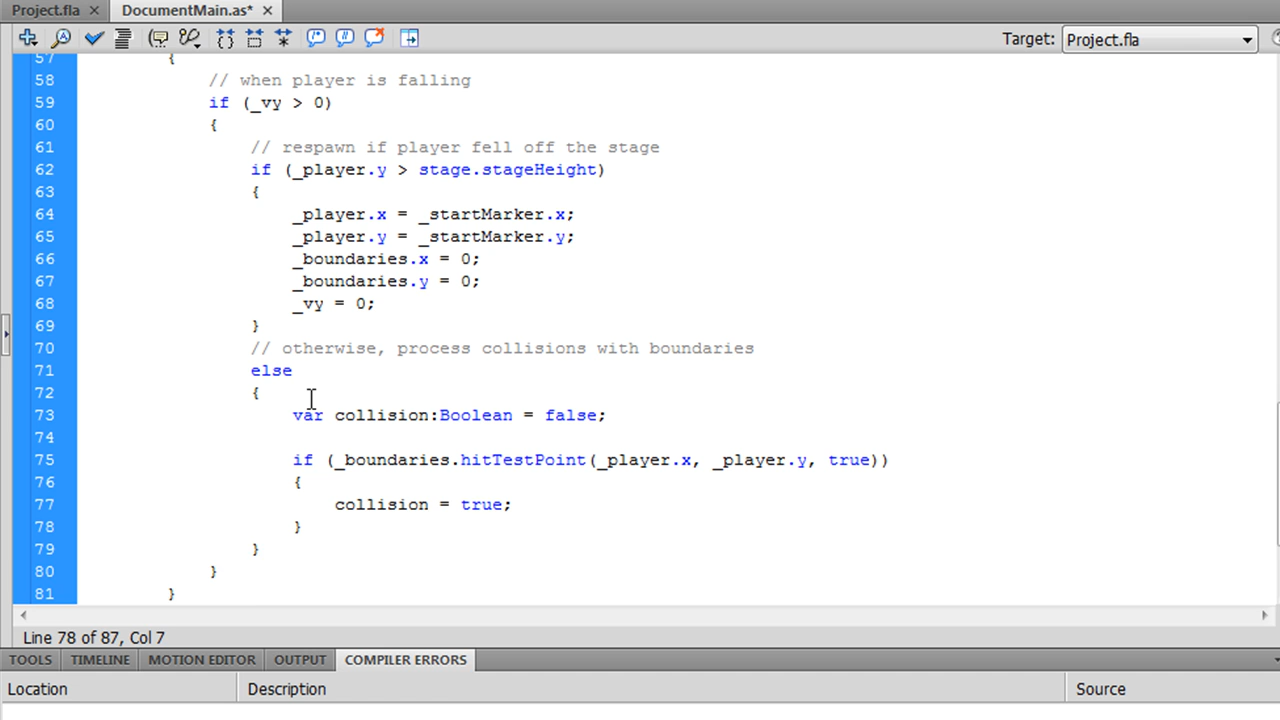 Project.fla × DocumentMain.as* ×
Target: Project.fla
57 {
58 // when player is falling
59 if (_vy > 0)
60 {
61 // respawn if player fell off the stage
62 if (_player.y > stage.stageHeight)
63 {
64 _player.x = _startMarker.x;
65 _player.y = _startMarker.y;
66 _boundaries.x = 0;
67 _boundaries.y = 0;
68 _vy = 0;
69 }
70 // otherwise, process collisions with boundaries
71 else
72 {
73 var collision:Boolean = false;
74
75 if (_boundaries.hitTestPoint(_player.x, _player.y, true))
76 {
77 collision = true;
78 }
79 }
80 }
81 }
Line 78 of 87, Col 7
TOOLS TIMELINE MOTION EDITOR OUTPUT COMPILER ERRORS
Location Description Source